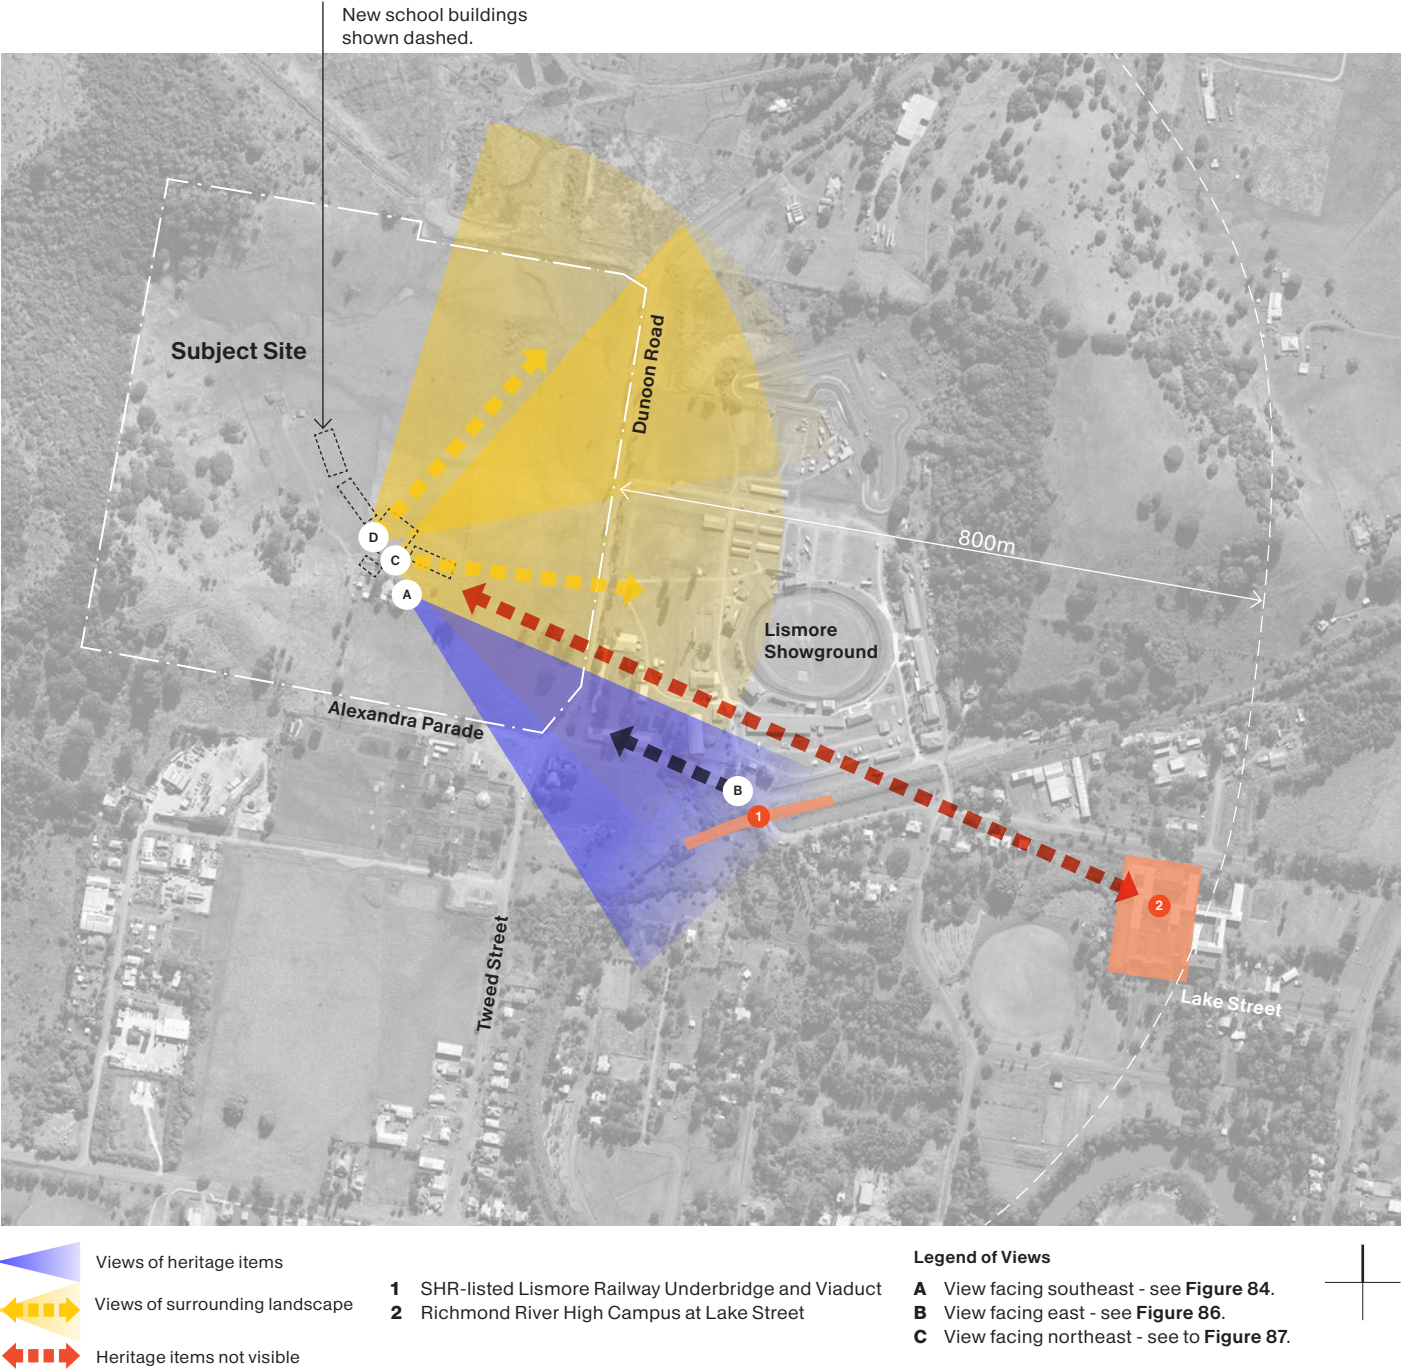 New school buildings
shown dashed.
Subject Site
Dunoon Road
D
C
A
800m
Lismore
Showground
Alexandra Parade
B
1
2
Tweed Street
Lake Street
Views of heritage items
Views of surrounding landscape
Heritage items not visible
1 SHR-listed Lismore Railway Underbridge and Viaduct
2 Richmond River High Campus at Lake Street
Legend of Views
A View facing southeast - see Figure 84.
B View facing east - see Figure 86.
C View facing northeast - see to Figure 87.